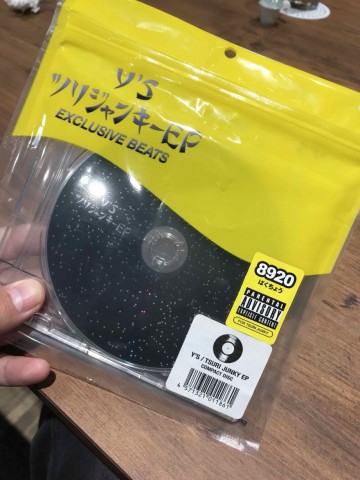 Y'S
ツリジャンキーEP
EXCLUSIVE BEATS
Y'S
ツリジャンキーEP
8920
ばくちょう
PARENTAL
ADVISORY
EXPLICIT CONTENT
Y'S / TSURI JUNKY EP
COMPACT DISC